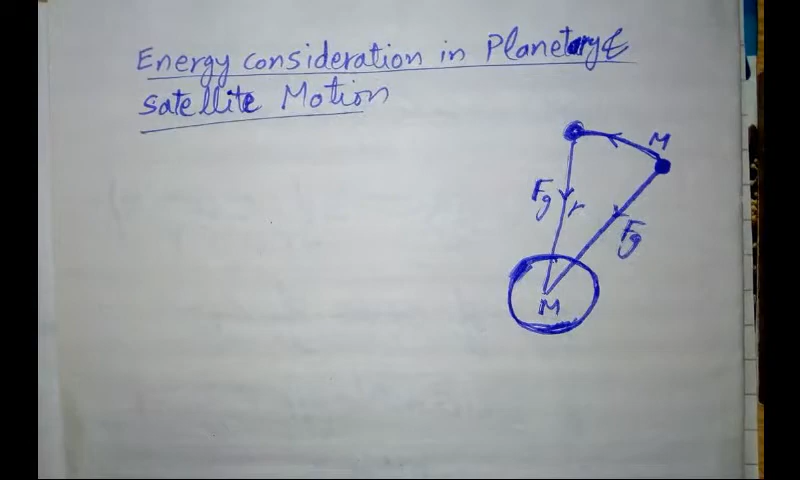 Energy consideration in Planetary &
Satellite Motion
M
Fg
r
Fg
M